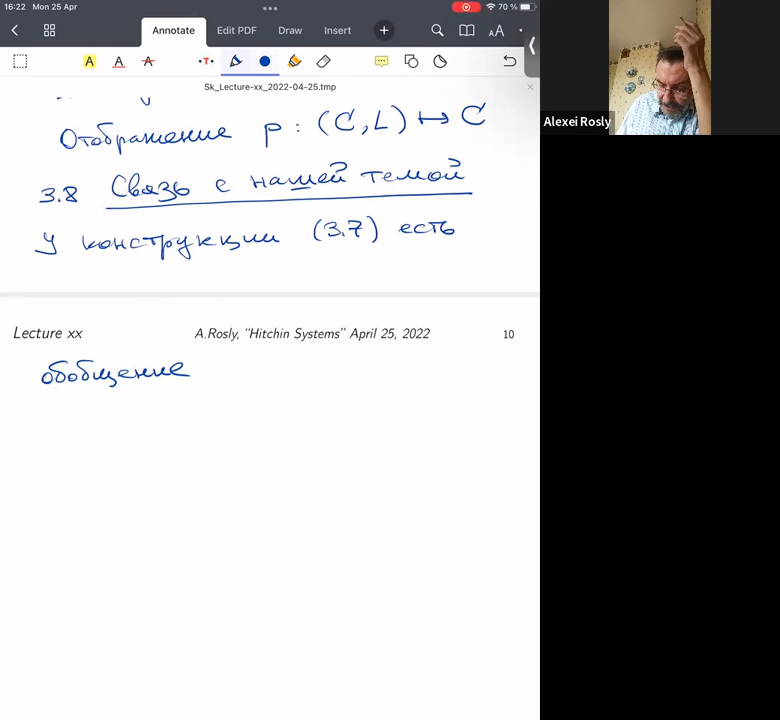 16:22 Mon 25 Apr
70 %
Annotate Edit PDF Draw Insert
Sk_Lecture-xx_2022-04-25.tmp
Alexei Rosly
Отображение p : (C, L) ↦ C
3.8 Связь с нашей темой
У конструкции (3.7) есть
Lecture xx A.Rosly, “Hitchin Systems” April 25, 2022 10
обобщение